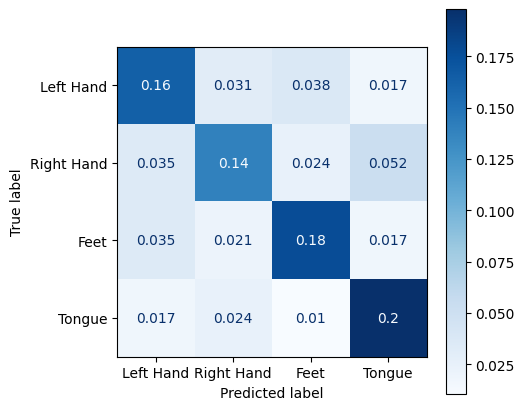 Left Hand 0.16 0.031 0.038 0.017
Right Hand 0.035 0.14 0.024 0.052
Feet 0.035 0.021 0.18 0.017
Tongue 0.017 0.024 0.01 0.2
Left Hand Right Hand Feet Tongue
Predicted label
True label
0.175
0.150
0.125
0.100
0.075
0.050
0.025